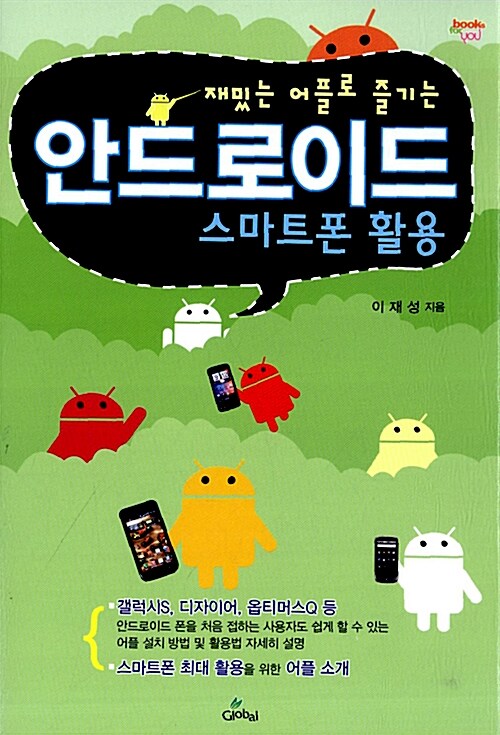 books
for
you
재밌는 어플로 즐기는
안드로이드
스마트폰 활용
이재성 지음
갤럭시S, 디자이어, 옵티머스Q 등
안드로이드 폰을 처음 접하는 사용자도 쉽게 할 수 있는
어플 설치 방법 및 활용법 자세히 설명
스마트폰 최대 활용을 위한 어플 소개
Global